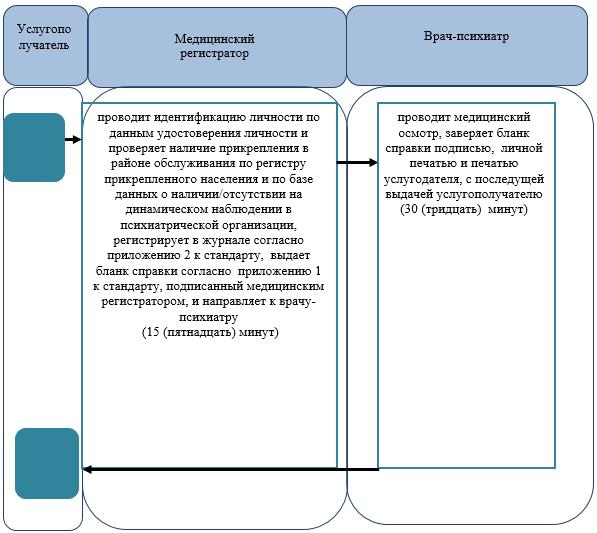 Услугопо
лучатель
Медицинский
регистратор
Врач-психиатр
проводит идентификацию личности по
данным удостоверения личности и
проверяет наличие прикрепления в
районе обслуживания по регистру
прикрепленного населения и по базе
данных о наличии/отсутствии на
динамическом наблюдении в
психиатрической организации,
регистрирует в журнале согласно
приложению 2 к стандарту, выдает
бланк справки согласно приложению 1
к стандарту, подписанный медицинским
регистратором, и направляет к врачу-
психиатру
(15 (пятнадцать) минут)
проводит медицинский
осмотр, заверяет бланк
справки подписью, личной
печатью и печатью
услугодателя, с последущей
выдачей услугополучателю
(30 (тридцать) минут)